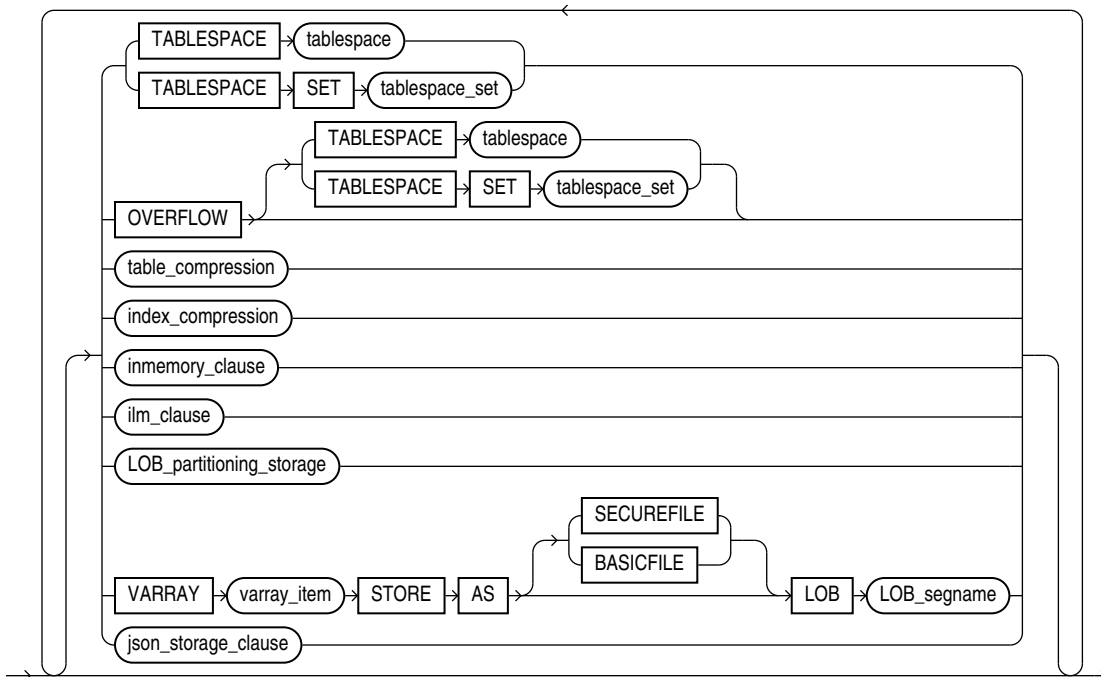 TABLESPACE tablespace
TABLESPACE SET tablespace_set
TABLESPACE tablespace
TABLESPACE SET tablespace_set
OVERFLOW
table_compression
index_compression
inmemory_clause
ilm_clause
LOB_partitioning_storage
SECUREFILE
BASICFILE
VARRAY varray_item STORE AS LOB LOB_segname
json_storage_clause